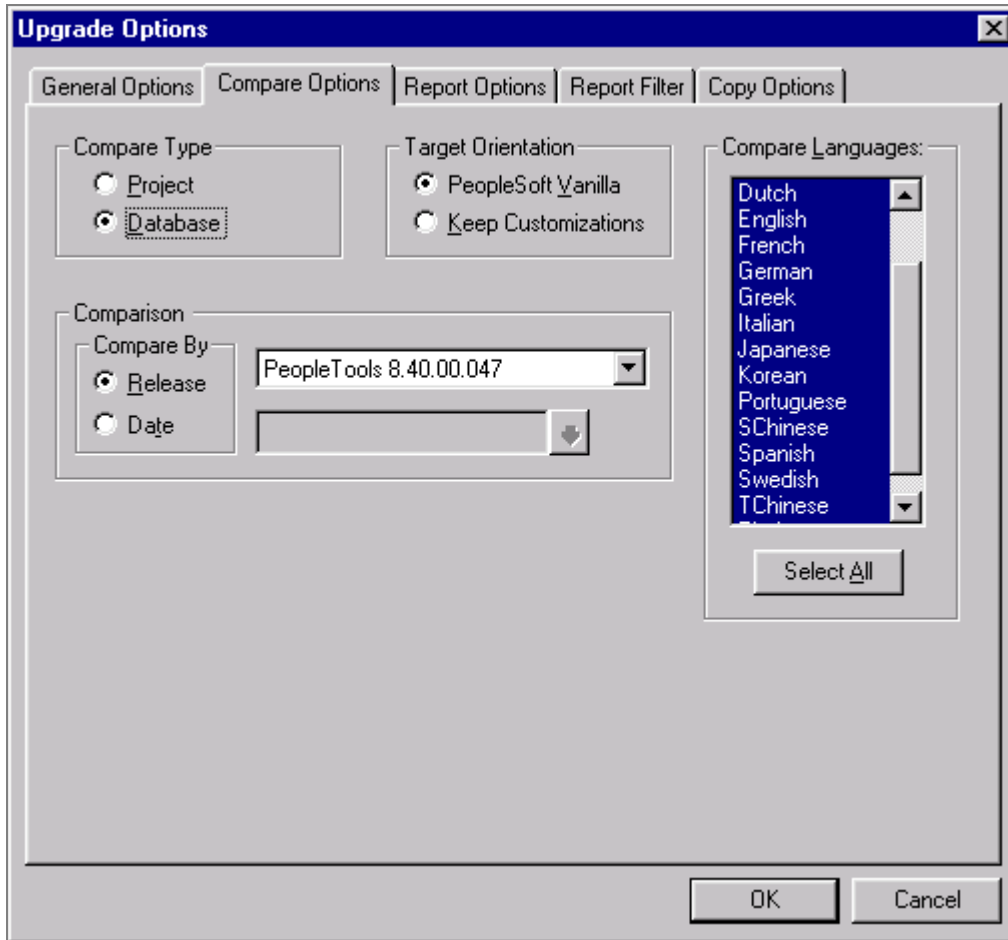 Upgrade Options
General Options
Compare Options
Report Options
Report Filter
Copy Options
Compare Type
Project
Database
Target Orientation
PeopleSoft Vanilla
Keep Customizations
Compare Languages:
Dutch
English
French
German
Greek
Italian
Japanese
Korean
Portuguese
SChinese
Spanish
Swedish
TChinese
Select All
Comparison
Compare By
Release
PeopleTools 8.40.00.047
Date
OK
Cancel